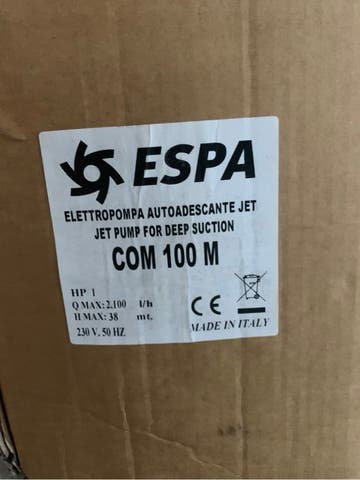 ESPA
ELETTROPOMPA AUTOADESCANTE JET
JET PUMP FOR DEEP SUCTION
COM 100 M
HP 1
Q MAX: 2.100 l/h
H MAX: 38 mt.
230 V. 50 HZ
CE
MADE IN ITALY